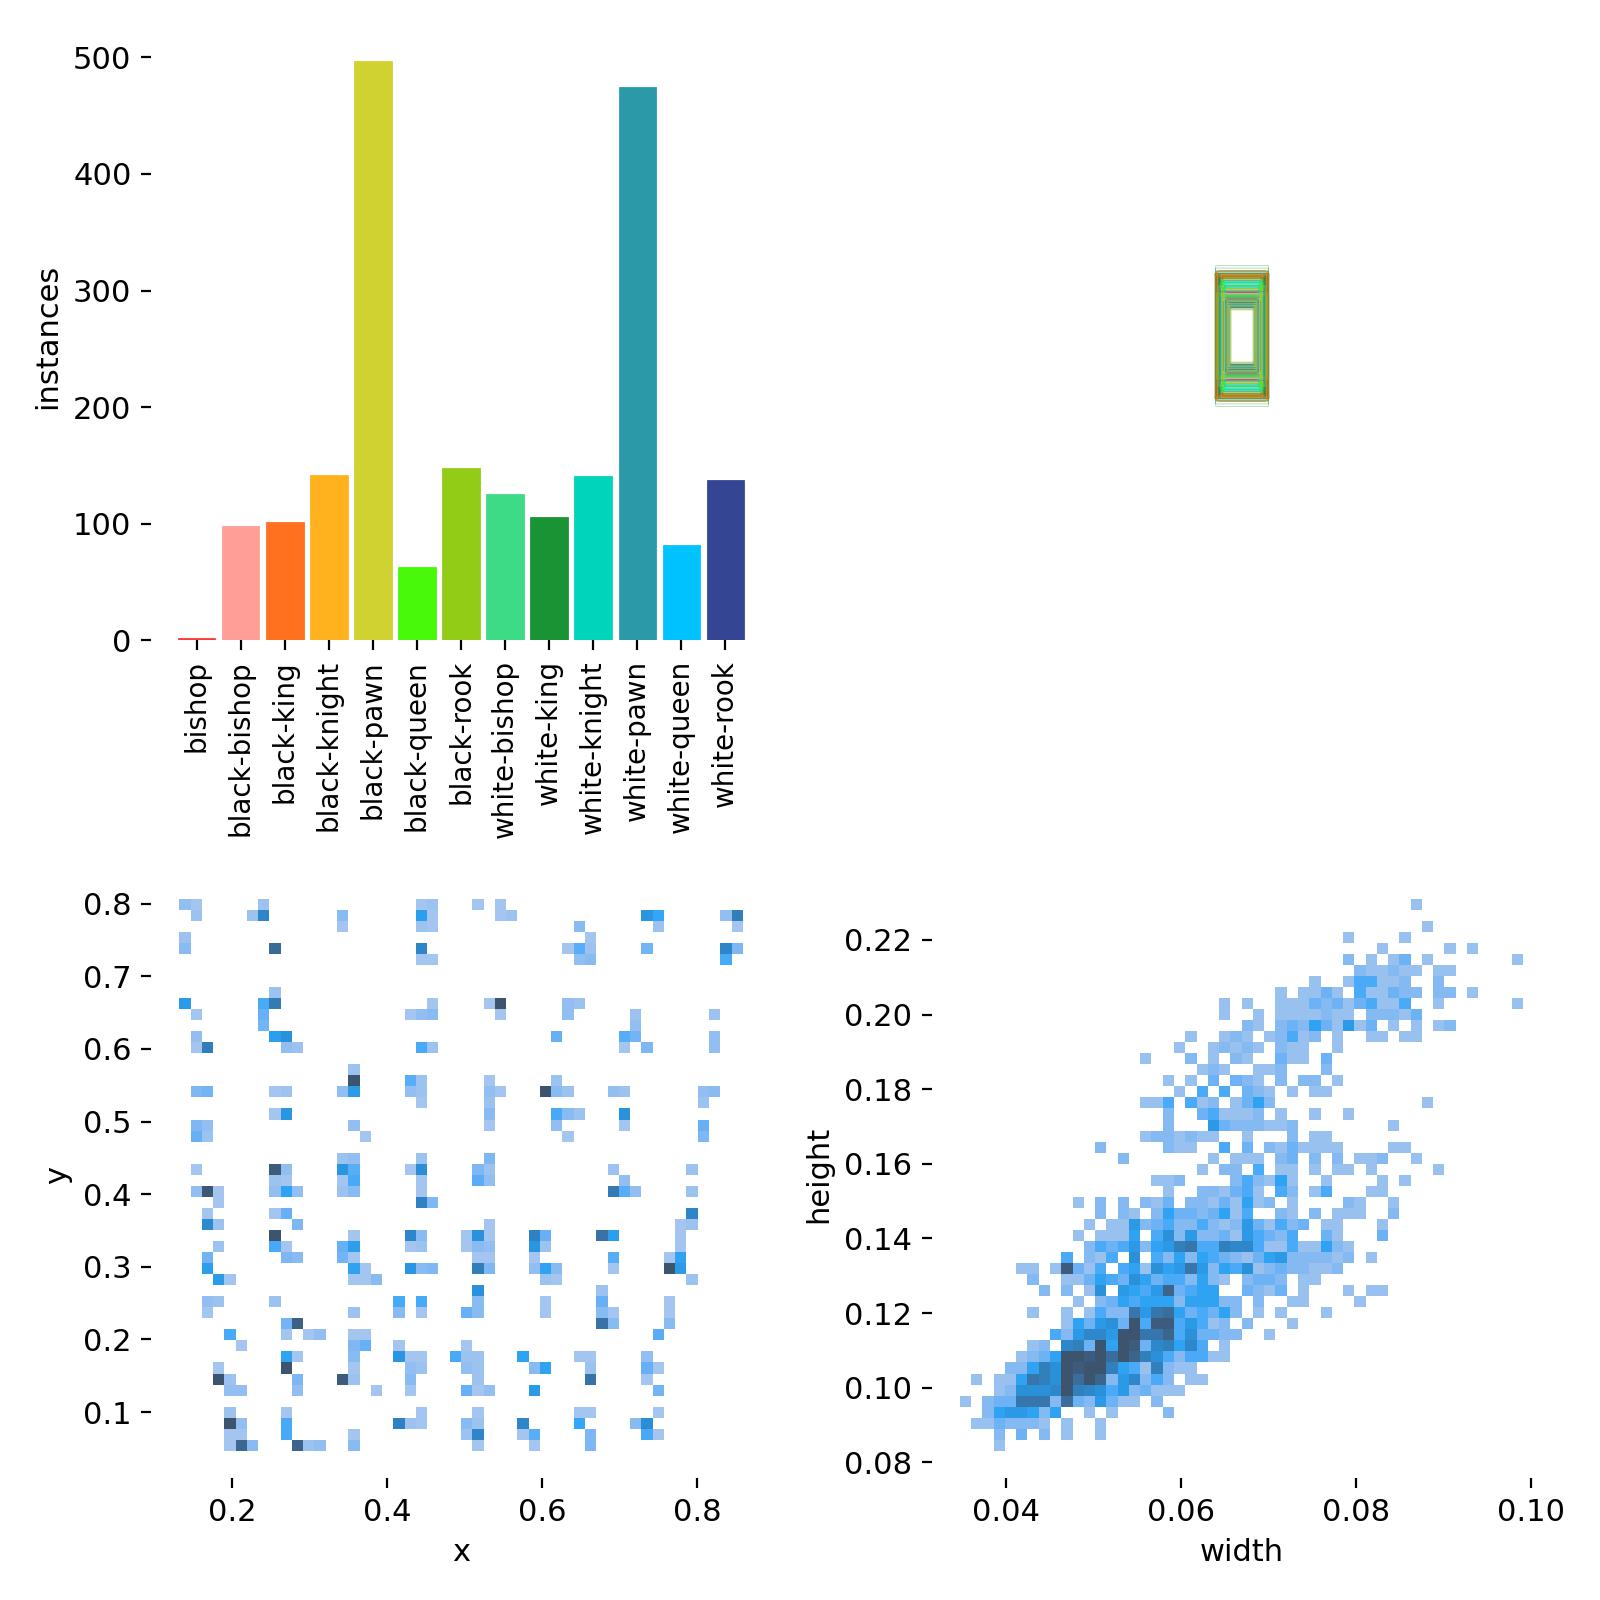 500
400
300
200
100
0
instances
bishop
black-bishop
black-king
black-knight
black-pawn
black-queen
black-rook
white-bishop
white-king
white-knight
white-pawn
white-queen
white-rook
0.8
0.7
0.6
0.5
0.4
0.3
0.2
0.1
y
0.2 0.4 0.6 0.8
x
0.22
0.20
0.18
0.16
0.14
0.12
0.10
0.08
height
0.04 0.06 0.08 0.10
width